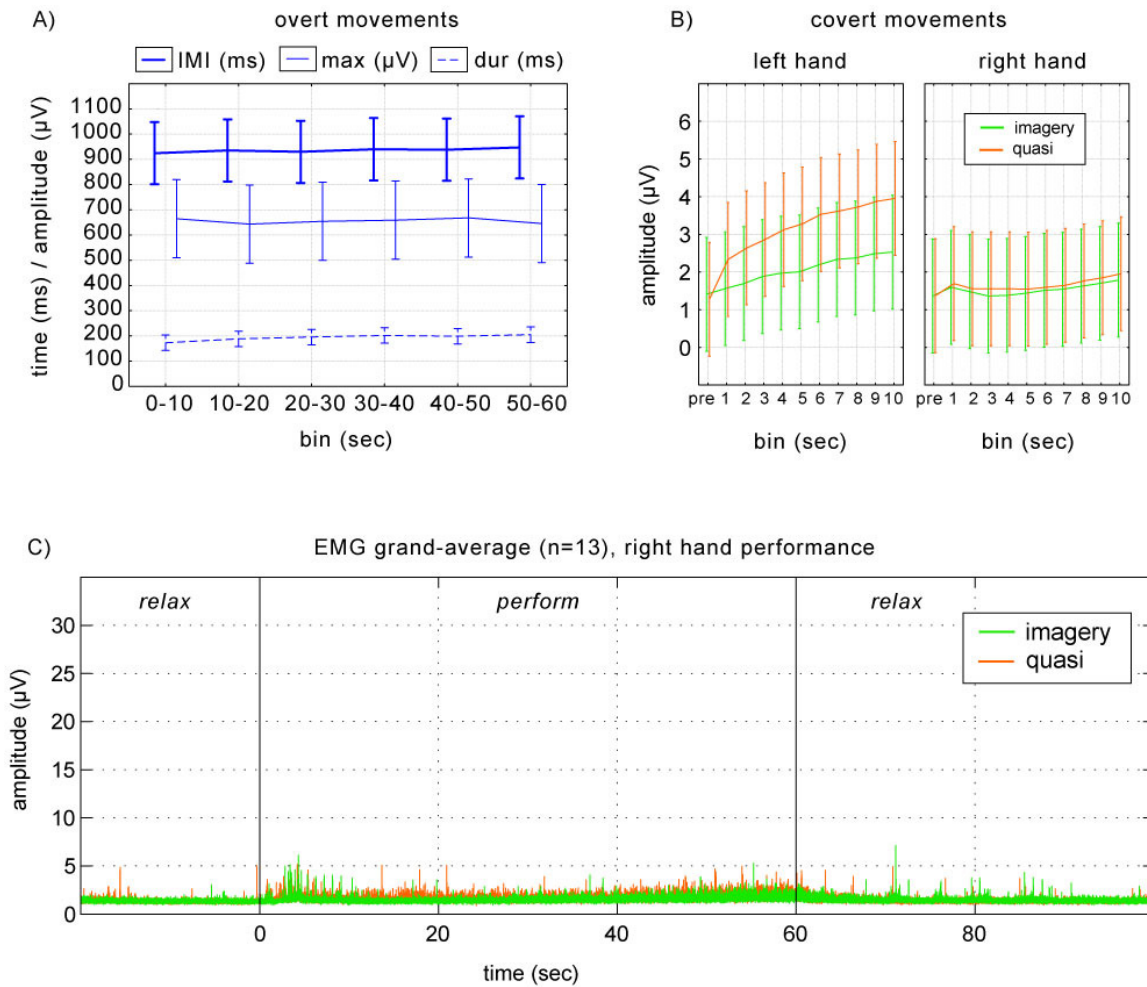 A) overt movements
IMI (ms) max (µV) dur (ms)
time (ms) / amplitude (µV)
1100
1000
900
800
700
600
500
400
300
200
100
0
0-10 10-20 20-30 30-40 40-50 50-60
bin (sec)
B) covert movements
left hand right hand
amplitude (µV)
6
5
4
3
2
1
0
imagery
quasi
pre 1 2 3 4 5 6 7 8 9 10
pre 1 2 3 4 5 6 7 8 9 10
bin (sec) bin (sec)
C) EMG grand-average (n=13), right hand performance
relax perform relax
amplitude (µV)
30
25
20
15
10
5
0
imagery
quasi
0 20 40 60 80
time (sec)